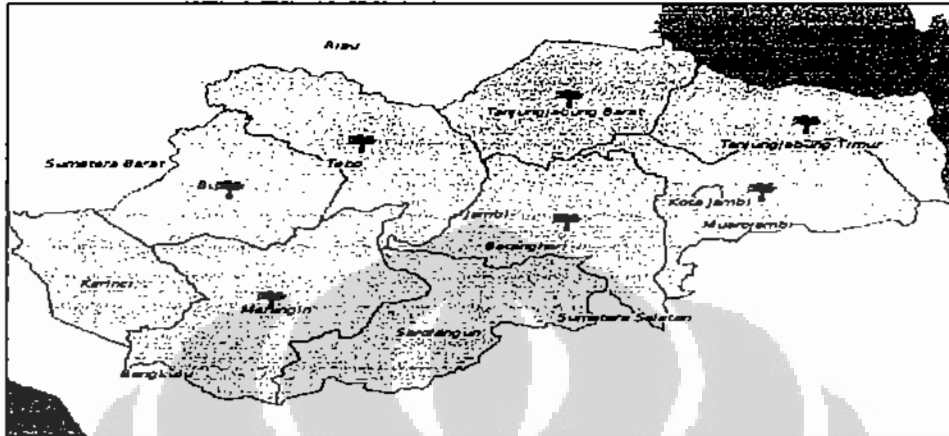 Riau
Tanjungjabung Barat
Tanjungjabung Timur
Sumatera Barat
Tebo
Kota Jambi
Jambi
Muarojambi
Batanghari
Kerinci
Merangin
Sarolangun
Sumatera Selatan
Bengkulu